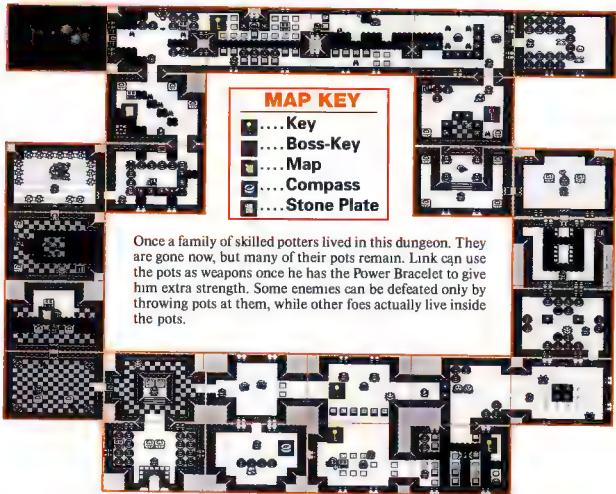 MAP KEY
....Key
....Boss-Key
....Map
....Compass
....Stone Plate
Once a family of skilled potters lived in this dungeon. They
are gone now, but many of their pots remain. Link can use
the pots as weapons once he has the Power Bracelet to give
him extra strength. Some enemies can be defeated only by
throwing pots at them, while other foes actually live inside
the pots.